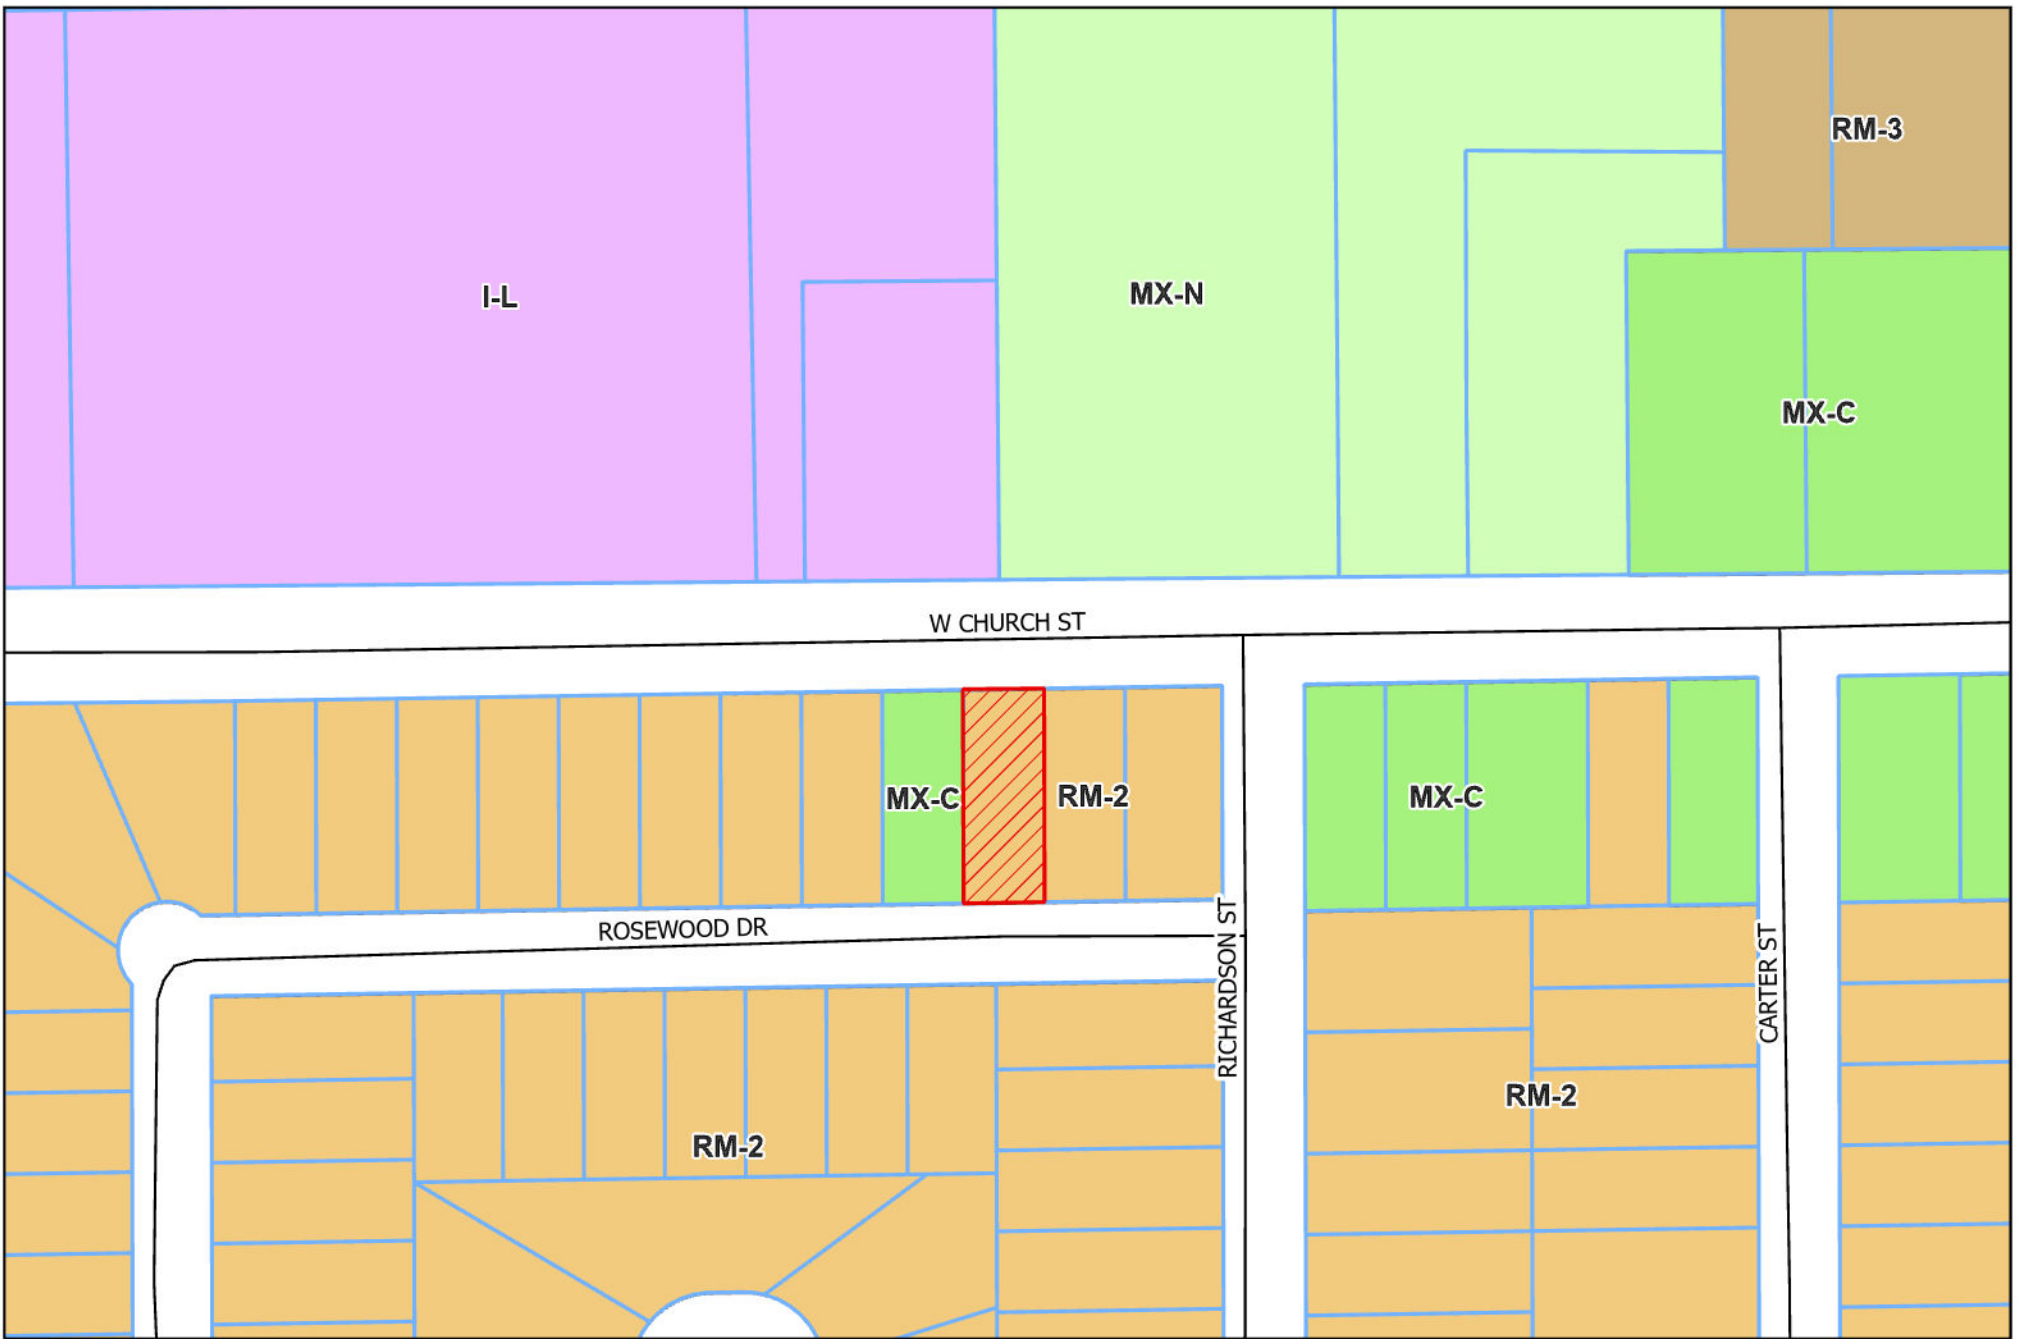 RM-3
I-L
MX-N
MX-C
W CHURCH ST
MX-C
RM-2
MX-C
ROSEWOOD DR
RICHARDSON ST
CARTER ST
RM-2
RM-2